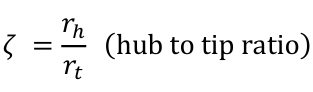 ζ = r_h / r_t (hub to tip ratio)